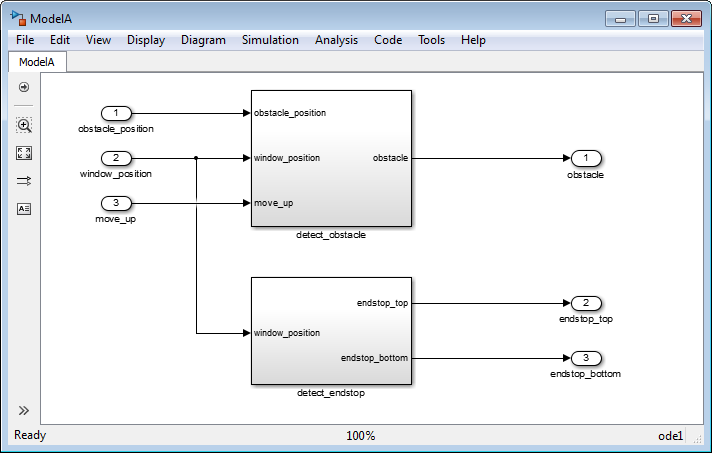 ModelA
File Edit View Display Diagram Simulation Analysis Code Tools Help
ModelA
1
obstacle_position
2
window_position
3
move_up
obstacle_position
window_position
obstacle
move_up
detect_obstacle
1
obstacle
endstop_top
window_position
endstop_bottom
detect_endstop
2
endstop_top
3
endstop_bottom
Ready 100% ode1